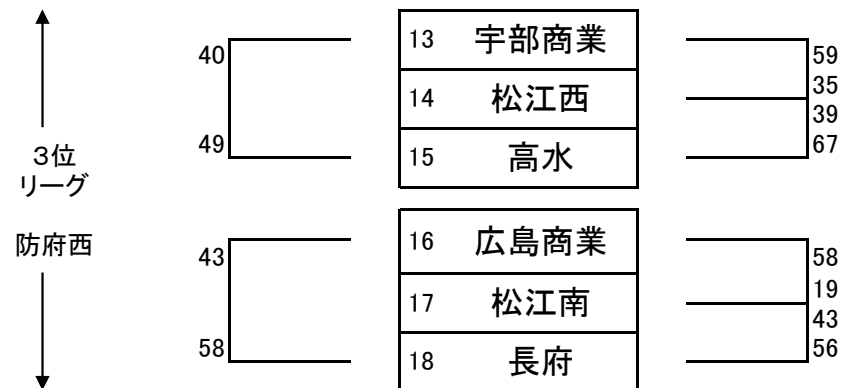 40
13 宇部商業
59
35
14 松江西
39
49
15 高水
67
3位
リーグ
防府西
43
16 広島商業
58
19
17 松江南
43
58
18 長府
56